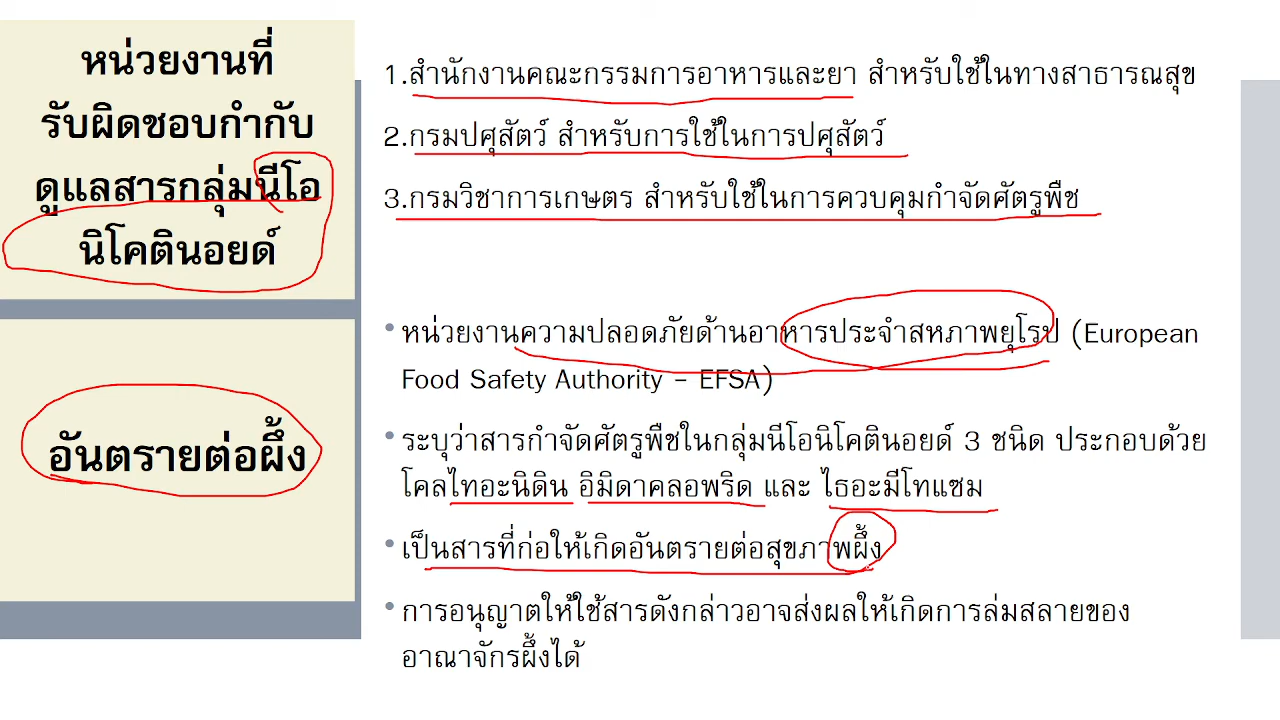 หน่วยงานที่
รับผิดชอบกำกับ
ดูแลสารกลุ่มนีโอ
นิโคตินอยด์
1.สำนักงานคณะกรรมการอาหารและยา สำหรับใช้ในทางสาธารณสุข
2.กรมปศุสัตว์ สำหรับการใช้ในการปศุสัตว์
3.กรมวิชาการเกษตร สำหรับใช้ในการควบคุมกำจัดศัตรูพืช
อันตรายต่อผึ้ง
• หน่วยงานความปลอดภัยด้านอาหารประจำสหภาพยุโรป (European
Food Safety Authority – EFSA)
• ระบุว่าสารกำจัดศัตรูพืชในกลุ่มนีโอนิโคตินอยด์ 3 ชนิด ประกอบด้วย
โคลไทอะนิดิน อิมิดาคลอพริด และ ไธอะมีโทแซม
• เป็นสารที่ก่อให้เกิดอันตรายต่อสุขภาพผึ้ง
• การอนุญาตให้ใช้สารดังกล่าวอาจส่งผลให้เกิดการล่มสลายของ
อาณาจักรผึ้งได้